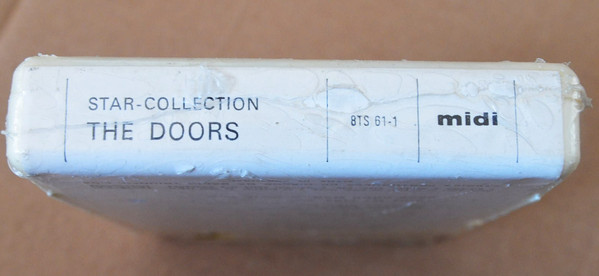 STAR-COLLECTION
THE DOORS
8TS 61-1
midi